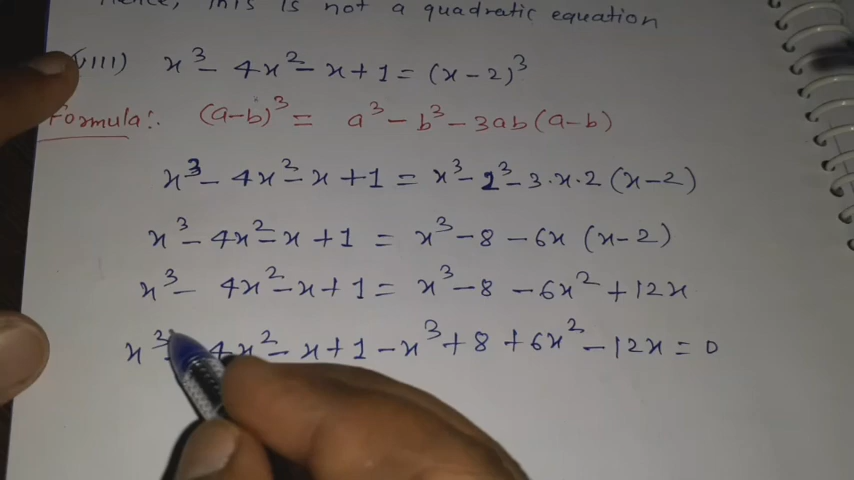 Hence, This is not a quadratic equation
viii) x³ - 4x² - x + 1 = (x - 2)³
Formula:. (a-b)³ = a³ - b³ - 3ab (a-b)
x³ - 4x² - x + 1 = x³ - 2³ - 3·x·2 (x-2)
x³ - 4x² - x + 1 = x³ - 8 - 6x (x-2)
x³ - 4x² - x + 1 = x³ - 8 - 6x² + 12x
x³ - 4x² - x + 1 - x³ + 8 + 6x² - 12x = 0